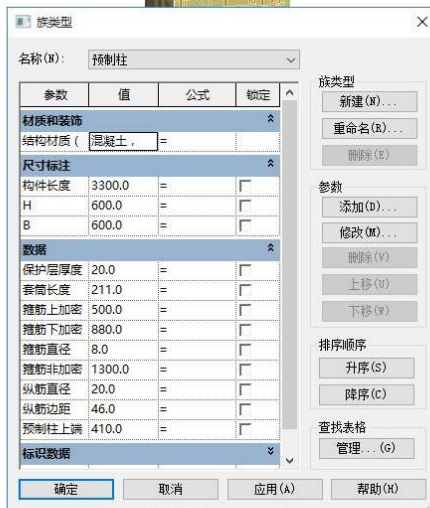 族类型
名称(N):
预制柱
参数 值 公式 锁定
材质和装饰
结构材质 ( 混凝土， =
尺寸标注
构件长度 3300.0 =
H 600.0 =
B 600.0 =
数据
保护层厚度 20.0 =
套筒长度 211.0 =
箍筋上加密 500.0 =
箍筋下加密 880.0 =
箍筋直径 8.0 =
箍筋非加密 1300.0 =
纵筋直径 20.0 =
纵筋边距 46.0 =
预制柱上端 410.0 =
标识数据
族类型
新建(N)...
重命名(R)...
删除(E)
参数
添加(D)...
修改(M)...
删除(V)
上移(U)
下移(W)
排序顺序
升序(S)
降序(C)
查找表格
管理...(G)
确定 取消 应用(A) 帮助(H)